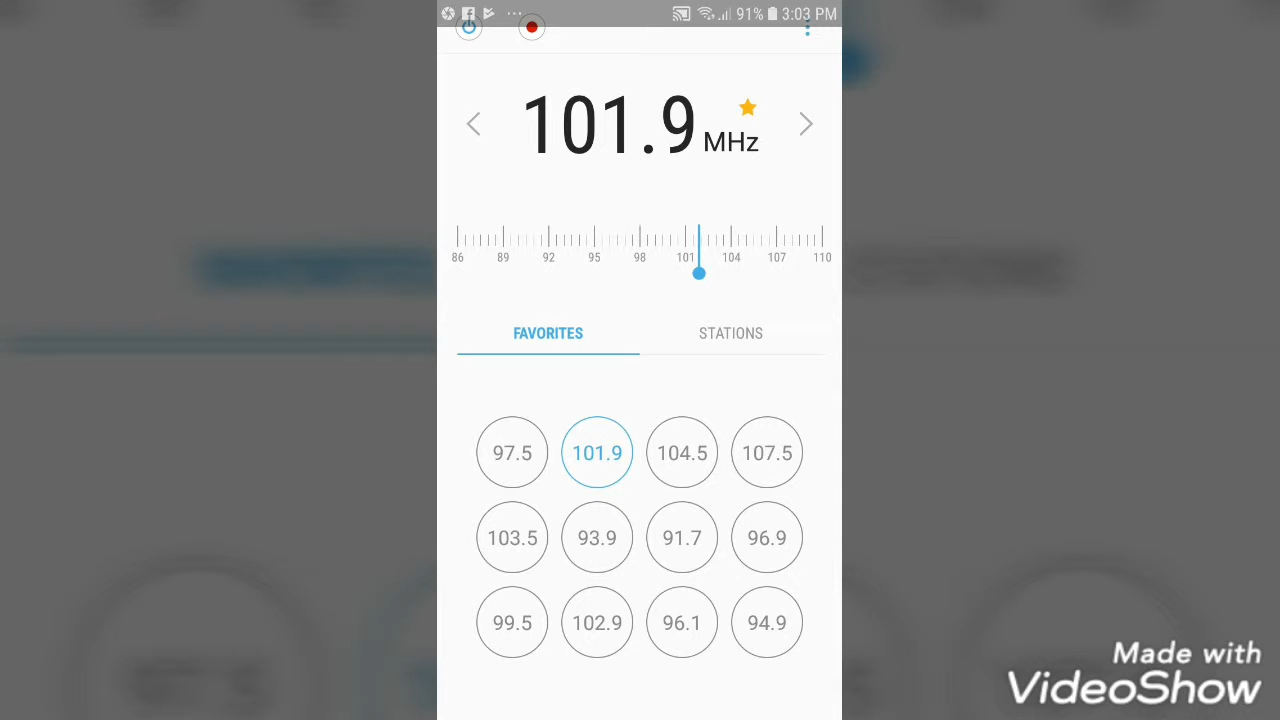 91% 3:03 PM
101.9 MHz
86 89 92 95 98 101 104 107 110
FAVORITES STATIONS
97.5 101.9 104.5 107.5
103.5 93.9 91.7 96.9
99.5 102.9 96.1 94.9
Made with
VideoShow